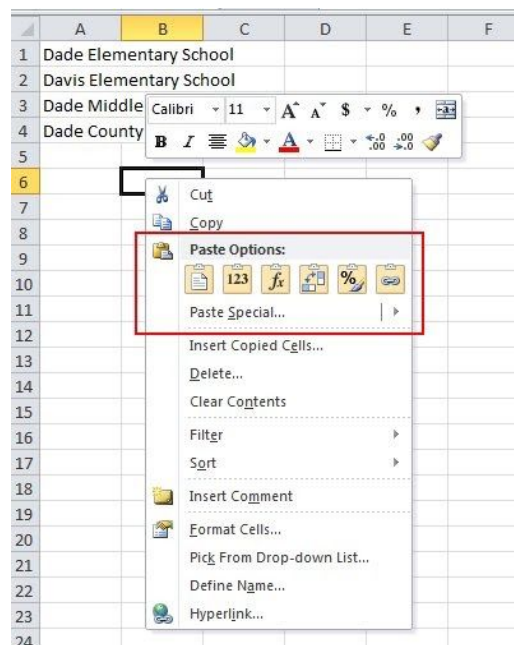 A B C D E F
1 Dade Elementary School
2 Davis Elementary School
3 Dade Middle
Calibri 11 A A $ % ,
4 Dade County
B I A .0 .00 .00 .0
5
6
Cut
7
Copy
8
Paste Options:
9
123 fx %
10
11 Paste Special...
12
Insert Copied Cells...
13
Delete...
14
Clear Contents
15
16 Filter
17 Sort
18
Insert Comment
19
20 Format Cells...
21 Pick From Drop-down List...
22 Define Name...
23 Hyperlink...
24